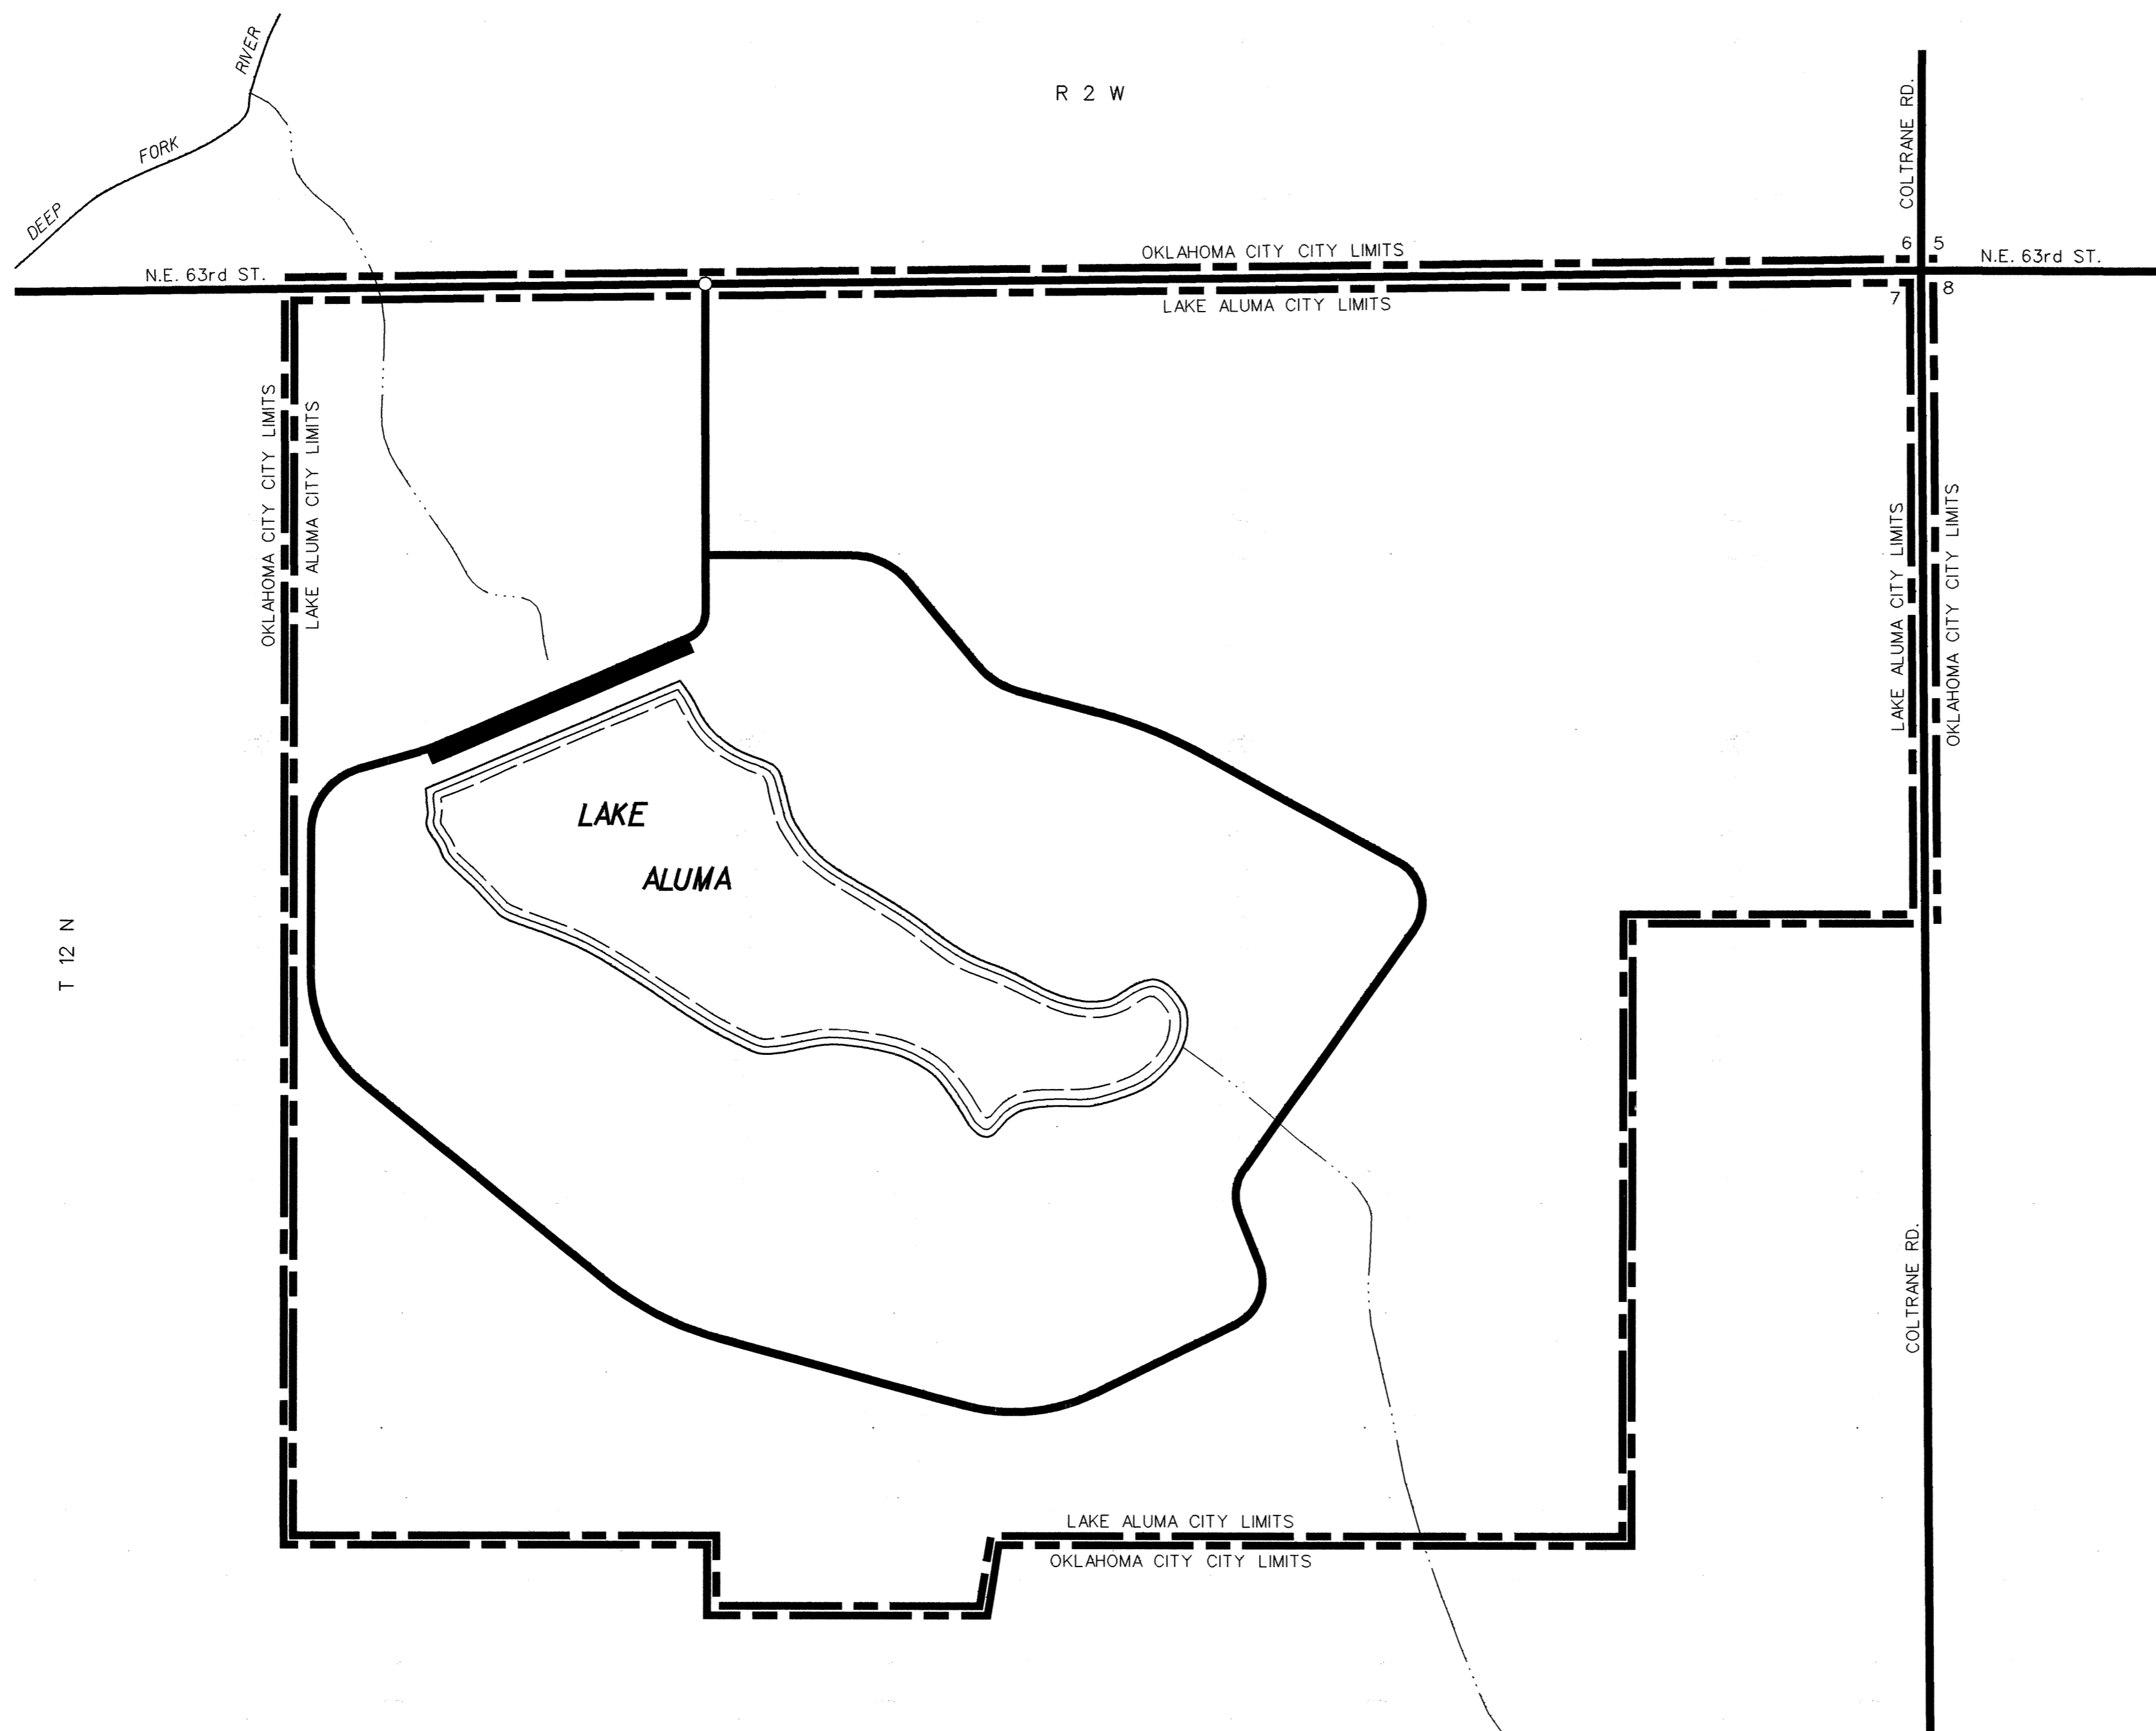 RIVER
FORK
DEEP
R 2 W
COLTRANE RD.
OKLAHOMA CITY CITY LIMITS
6 5
N.E. 63rd ST.
N.E. 63rd ST.
7 8
LAKE ALUMA CITY LIMITS
OKLAHOMA CITY CITY LIMITS
LAKE ALUMA CITY LIMITS
LAKE ALUMA CITY LIMITS
OKLAHOMA CITY CITY LIMITS
LAKE
ALUMA
T 12 N
COLTRANE RD.
LAKE ALUMA CITY LIMITS
OKLAHOMA CITY CITY LIMITS